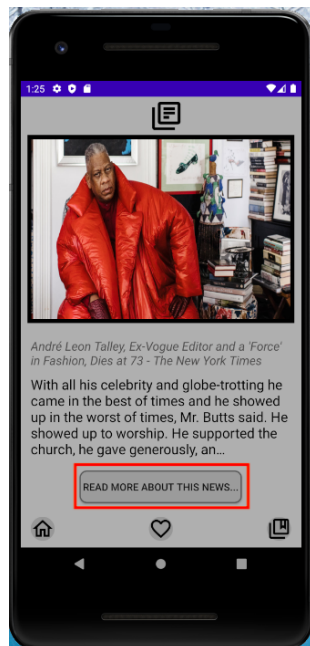 1:25
André Leon Talley, Ex-Vogue Editor and a 'Force'
in Fashion, Dies at 73 - The New York Times
With all his celebrity and globe-trotting he
came in the best of times and he showed
up in the worst of times, Mr. Butts said. He
showed up to worship. He supported the
church, he gave generously, an…
READ MORE ABOUT THIS NEWS...